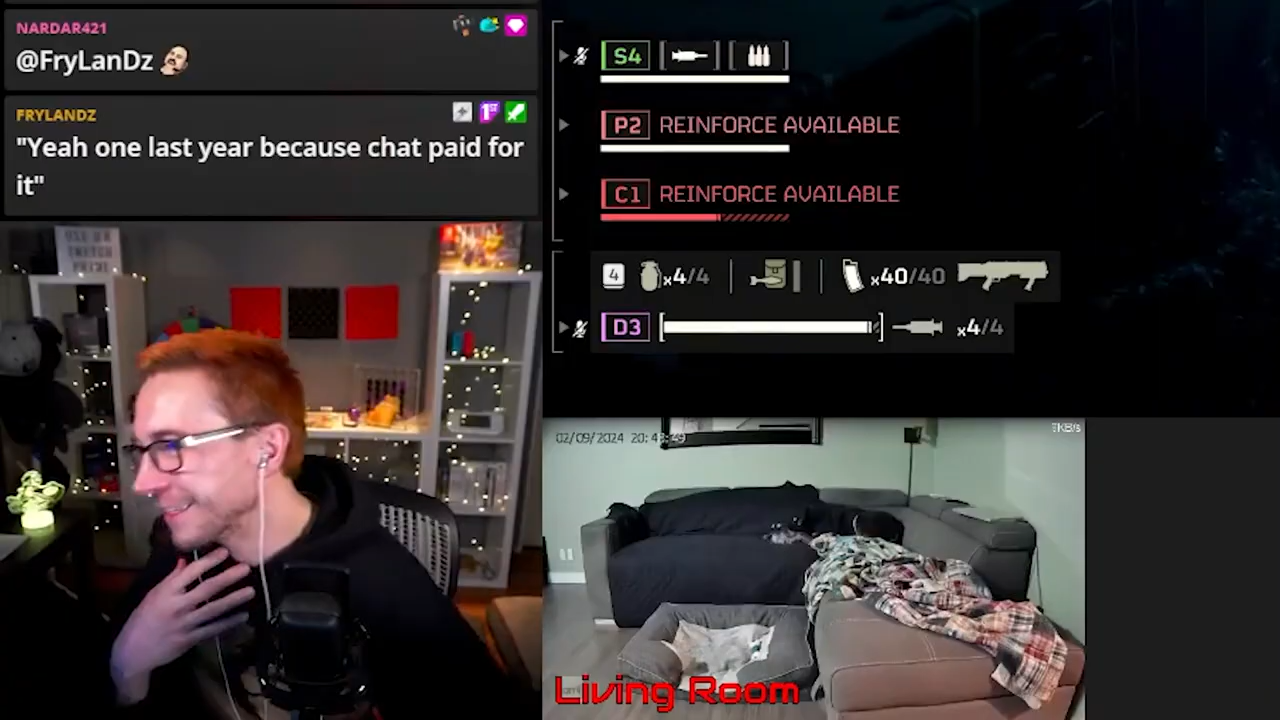 NARDAR421
@FryLanDz
FRYLANDZ
1ST
"Yeah one last year because chat paid for
it"
S4
P2 REINFORCE AVAILABLE
C1 REINFORCE AVAILABLE
4 x4/4 x40/40
D3 x4/4
02/09/2024
Living Room